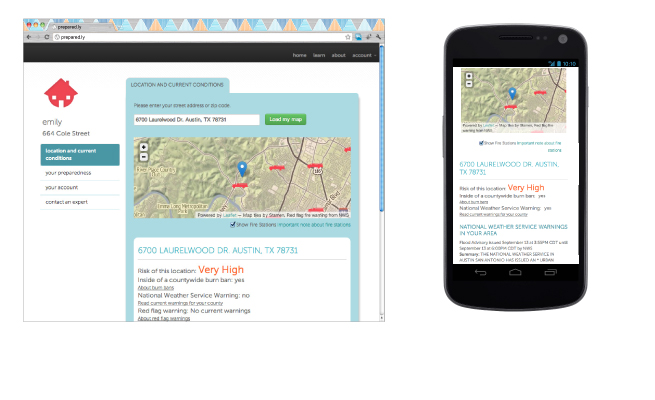 prepared.ly
prepared.ly
home learn about account
LOCATION AND CURRENT CONDITIONS
Please enter your street address or zip code:
6700 Laurelwood Dr. Austin, TX 78731
Load my map
emily
664 Cole Street
location and current
conditions
your preparedness
your account
contact an expert
+
−
Powered by Leaflet — Map tiles by Stamen, Red flag fire warning from NWS
Show Fire Stations Important note about fire stations
6700 LAURELWOOD DR. AUSTIN, TX 78731
Risk of this location: Very High
Inside of a countywide burn ban: yes
About burn bans
National Weather Service Warning: no
Read current warnings for your county
Red flag warning: No current warnings
About red flag warnings
10:10
+
−
Powered by Leaflet — Map tiles by Stamen, Red flag fire
warning from NWS
Show Fire Stations Important note about fire
stations
6700 LAURELWOOD DR. AUSTIN,
TX 78731
Risk of this location: Very High
Inside of a countywide burn ban: yes
About burn bans
National Weather Service Warning: yes
Read current warnings for your county
NATIONAL WEATHER SERVICE WARNINGS
IN YOUR AREA
Flood Advisory issued September 13 at 3:56PM CDT until
September 13 at 6:00PM CDT by NWS
Summary: THE NATIONAL WEATHER SERVICE IN
AUSTIN SAN ANTONIO HAS ISSUED AN * URBAN